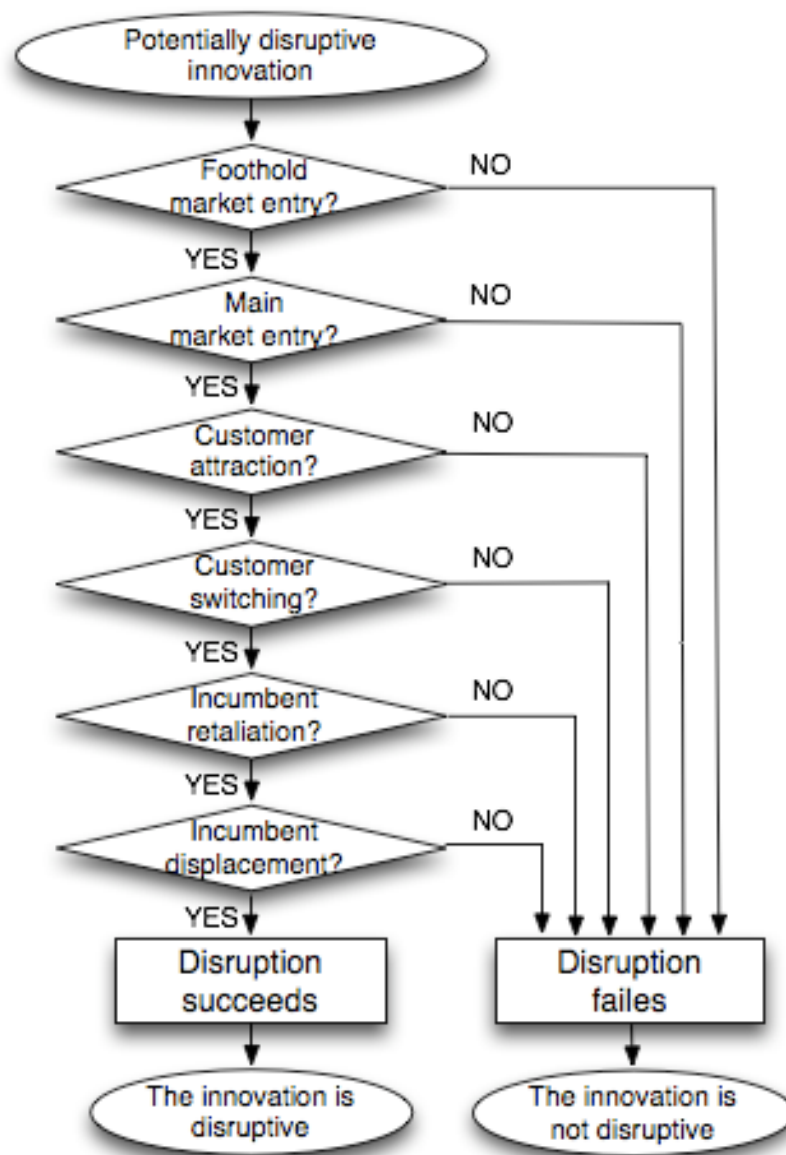 Potentially disruptive
innovation
Foothold
market entry?
NO
YES
Main
market entry?
NO
YES
Customer
attraction?
NO
YES
Customer
switching?
NO
YES
Incumbent
retaliation?
NO
YES
Incumbent
displacement?
NO
YES
Disruption
succeeds
Disruption
failes
The innovation is
disruptive
The innovation is
not disruptive